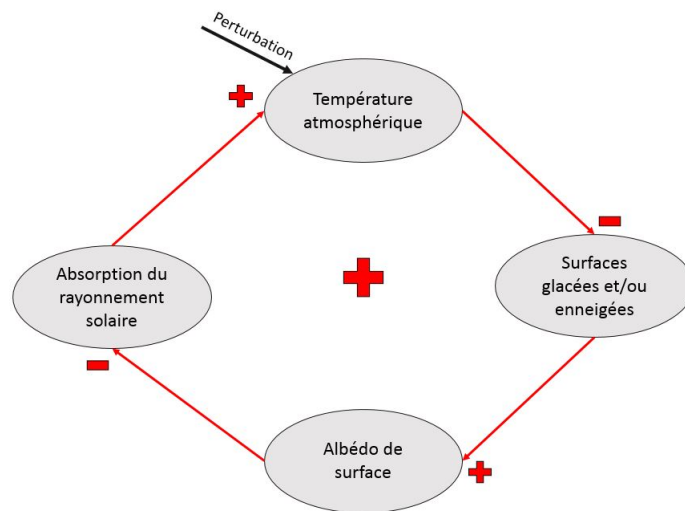 Perturbation
Température
atmosphérique
Absorption du
rayonnement
solaire
Surfaces
glacées et/ou
enneigées
Albédo de
surface